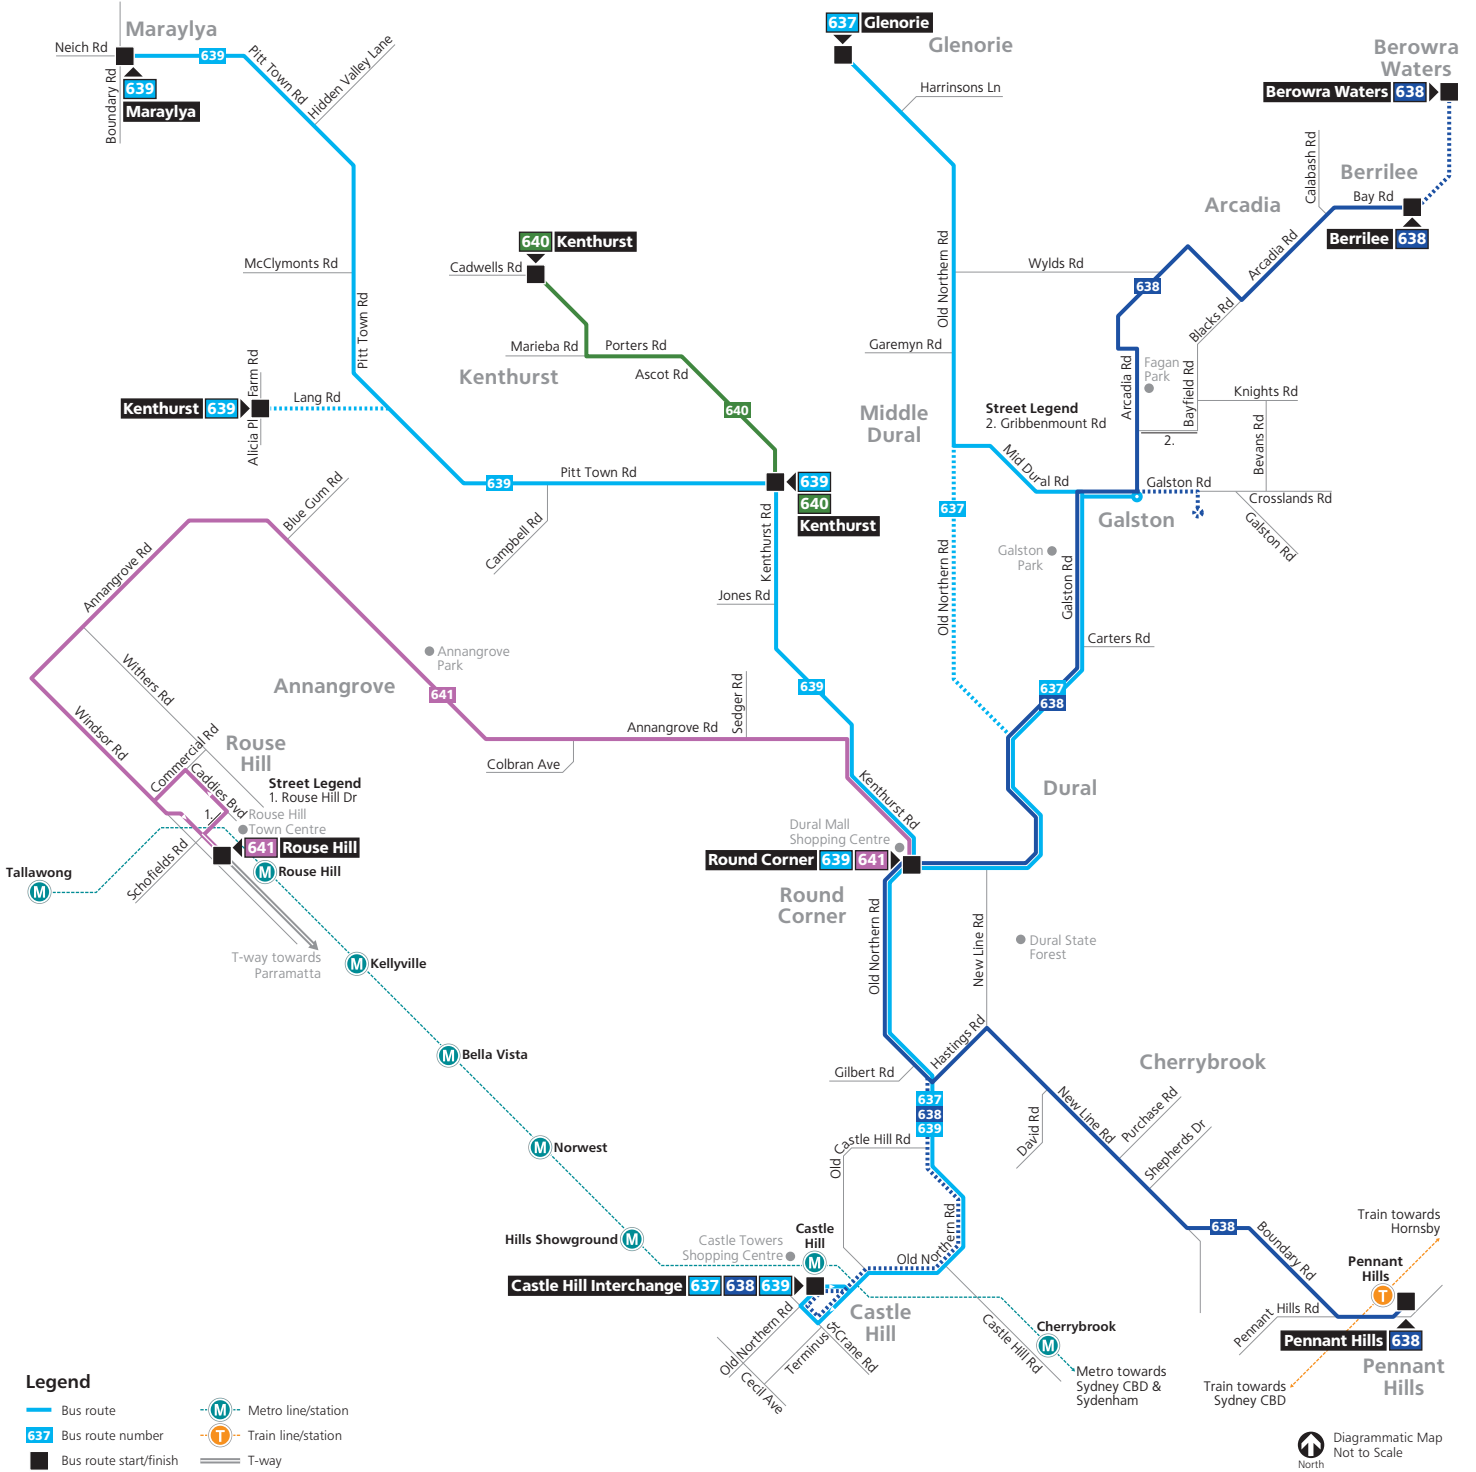 Maraylya
Neich Rd
639
Pitt Town Rd
Hidden Valley Lane
Boundary Rd
639
Maraylya
637 Glenorie
Glenorie
Harrinsons Ln
Berowra
Waters
Berowra Waters 638
Calabash Rd
Berrilee
Bay Rd
Arcadia
Berrilee 638
Arcadia Rd
640 Kenthurst
Cadwells Rd
McClymonts Rd
Pitt Town Rd
Old Northern Rd
Wylds Rd
638
Blacks Rd
Marieba Rd
Porters Rd
Ascot Rd
Kenthurst
Garemyn Rd
Arcadia Rd
Fagan
Park
Bayfield Rd
Knights Rd
Bevans Rd
Kenthurst 639
Alicia Pl
Farm Rd
Lang Rd
640
Middle
Dural
Street Legend
2. Gribbenmount Rd
2.
Mid Dural Rd
Galston Rd
Crosslands Rd
Galston Rd
Galston
Pitt Town Rd
639
639
640
Kenthurst
Blue Gum Rd
Campbell Rd
Kenthurst Rd
637
Old Northern Rd
Galston
Park
Galston Rd
Annangrove Rd
Jones Rd
Carters Rd
Withers Rd
Annangrove
Park
Annangrove
641
639
637
638
Sedger Rd
Annangrove Rd
Colbran Ave
Windsor Rd
Commercial Rd
Rouse
Hill
Caddies Bvd
Street Legend
1. Rouse Hill Dr
1.
Rouse Hill
Town Centre
641 Rouse Hill
Rouse Hill
Schofields Rd
Tallawong
M
M
Kenthurst Rd
Dural
Dural Mall
Shopping Centre
Round Corner 639 641
Round
Corner
Old Northern Rd
New Line Rd
Dural State
Forest
T-way towards
Parramatta
M
Kellyville
M
Bella Vista
M
Norwest
Hills Showground
M
Gilbert Rd
Hastings Rd
637
638
639
Cherrybrook
David Rd
New Line Rd
Purchase Rd
Shepherds Dr
Old Castle Hill Rd
Castle Towers
Shopping Centre
Castle
Hill
M
Old Northern Rd
Castle Hill Interchange 637 638 639
Castle
Hill
Old Northern Rd
Terminus St
Crane Rd
Cecil Ave
Castle Hill Rd
Cherrybrook
M
Metro towards
Sydney CBD &
Sydenham
638
Boundary Rd
Train towards
Hornsby
Pennant
Hills
T
Pennant Hills Rd
Pennant Hills 638
Pennant
Hills
Train towards
Sydney CBD
Legend
Bus route
637 Bus route number
Bus route start/finish
M Metro line/station
T Train line/station
T-way
North
Diagrammatic Map
Not to Scale